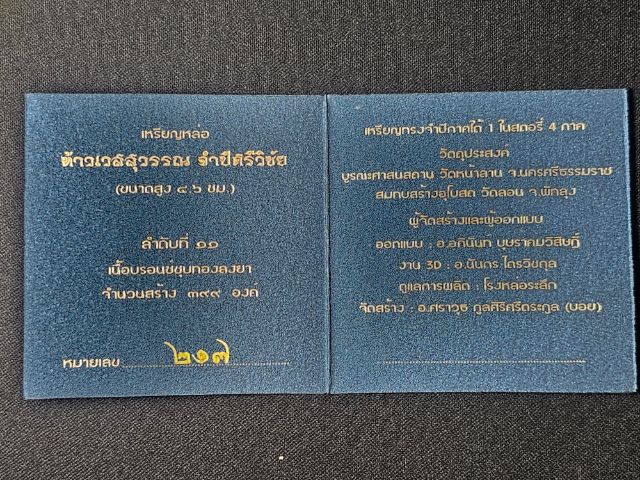 เหรียญหล่อ
ท้าวเวสสุวรรณ จำปีศรีวิชัย
(ขนาดสูง ๔.๖ ซม.)
ลำดับที่ ๑๑
เนื้อบรอนซ์ชุบทองลงยา
จำนวนสร้าง ๓๙๙ องค์
หมายเลข ๒๑๗
เหรียญทรงจำปีภาคใต้ 1 ในสตอรี่ 4 ภาค
วัตถุประสงค์
บูรณะศาสนสถาน วัดหน้าลาน จ.นครศรีธรรมราช
สมทบสร้างอุโบสถ วัดลอน จ.พัทลุง
ผู้จัดสร้างและผู้ออกแบบ
ออกแบบ : อ.อภินันท์ บุบราคมวิสิษฎิ์
งาน 3D : อ.นันกร ไตรวิชกุล
ดูแลการผลิต : โรงหล่อระลึก
จัดสร้าง : อ.ศราวุธ กูลศิริศรีตระกูล (บอย)